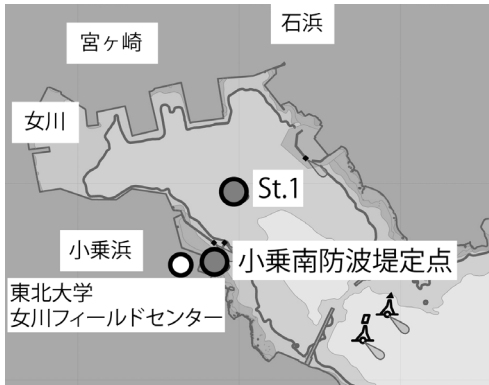 石浜
宮ヶ崎
女川
St.1
小乗浜
小乗南防波堤定点
東北大学
女川フィールドセンター